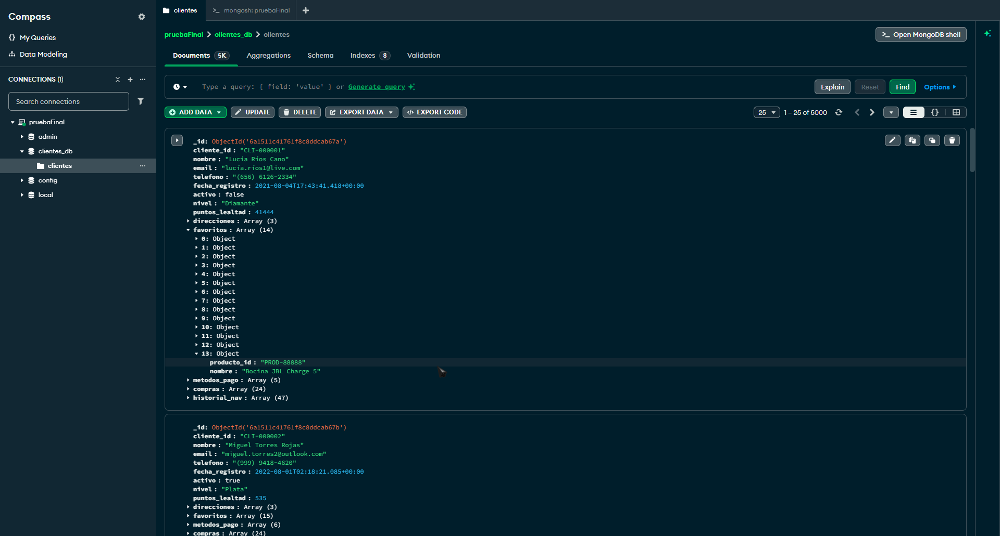 Compass
My Queries
Data Modeling
CONNECTIONS (1)
Search connections
pruebaFinal
admin
clientes_db
clientes
config
local
clientes
>_ mongosh: pruebaFinal
pruebaFinal > clientes_db > clientes
>_ Open MongoDB shell
Documents 5K Aggregations Schema Indexes 8 Validation
Type a query: { field: 'value' } or Generate query
Explain Reset Find Options
ADD DATA UPDATE DELETE EXPORT DATA EXPORT CODE
25 1 – 25 of 5000
_id: ObjectId('6a1511c41761f8c8ddcab67a')
cliente_id : "CLI-000001"
nombre : "Lucía Ríos Cano"
email : "lucía.ríos1@live.com"
telefono : "(656) 6126-2334"
fecha_registro : 2021-08-04T17:43:41.418+00:00
activo : false
nivel : "Diamante"
puntos_lealtad : 41444
direcciones : Array (3)
favoritos : Array (14)
0: Object
1: Object
2: Object
3: Object
4: Object
5: Object
6: Object
7: Object
8: Object
9: Object
10: Object
11: Object
12: Object
13: Object
producto_id : "PROD-88888"
nombre : "Bocina JBL Charge 5"
metodos_pago : Array (5)
compras : Array (24)
historial_nav : Array (47)
_id: ObjectId('6a1511c41761f8c8ddcab67b')
cliente_id : "CLI-000002"
nombre : "Miguel Torres Rojas"
email : "miguel.torres2@outlook.com"
telefono : "(999) 9418-4620"
fecha_registro : 2022-08-01T02:18:21.085+00:00
activo : true
nivel : "Plata"
puntos_lealtad : 535
direcciones : Array (3)
favoritos : Array (15)
metodos_pago : Array (6)
compras : Array (24)